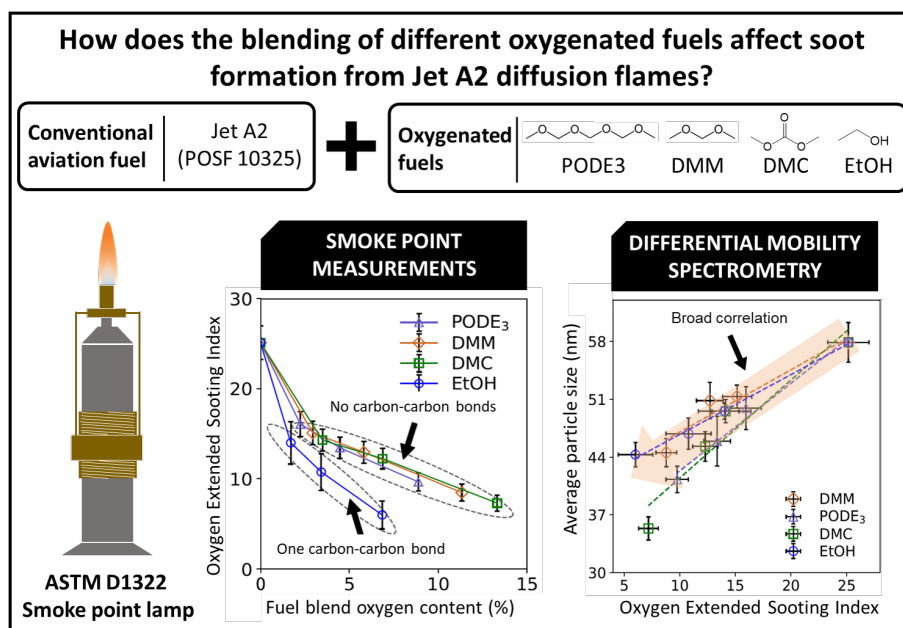 How does the blending of different oxygenated fuels affect soot
formation from Jet A2 diffusion flames?
Conventional
aviation fuel
Jet A2
(POSF 10325)
+
Oxygenated
fuels
O O O O
PODE3
O O
DMM
O
O O
DMC
OH
EtOH
ASTM D1322
Smoke point lamp
SMOKE POINT
MEASUREMENTS
Oxygen Extended Sooting Index
30
20
10
0
PODE₃
DMM
DMC
EtOH
No carbon-carbon bonds
One carbon-carbon bond
0 5 10 15
Fuel blend oxygen content (%)
DIFFERENTIAL MOBILITY
SPECTROMETRY
Average particle size (nm)
58
51
44
37
30
Broad correlation
DMM
PODE₃
DMC
EtOH
5 10 15 20 25
Oxygen Extended Sooting Index